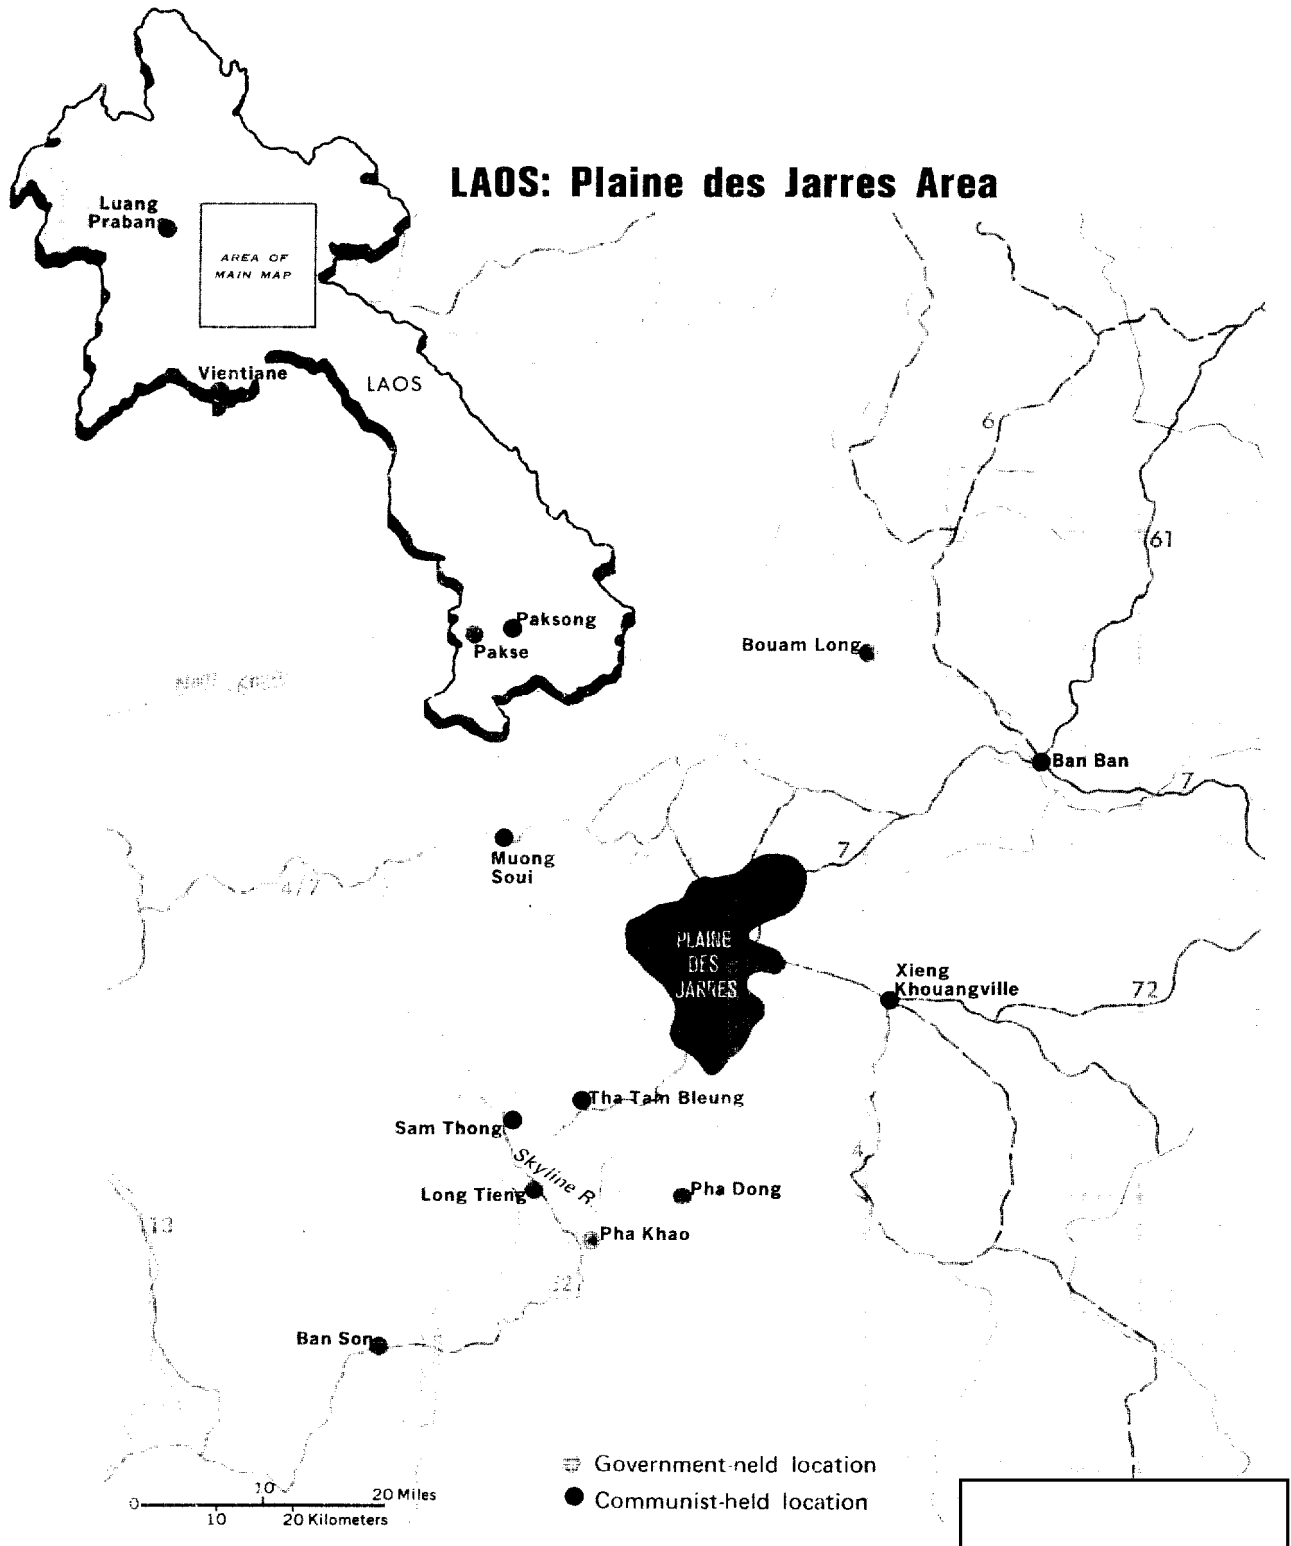 LAOS: Plaine des Jarres Area
Luang
Prabang
AREA OF
MAIN MAP
Vientiane
LAOS
Paksong
Pakse
6
61
Bouam Long
Ban Ban
7
Muong
Soui
4/7
7
PLAINE
DES
JARRES
Xieng
Khouangville
72
Tha Tam Bleung
Sam Thong
Skyline R.
4
Long Tieng
Pha Dong
13
Pha Khao
Ban Son
Government-held location
Communist-held location
0 10 20 Miles
10 20 Kilometers